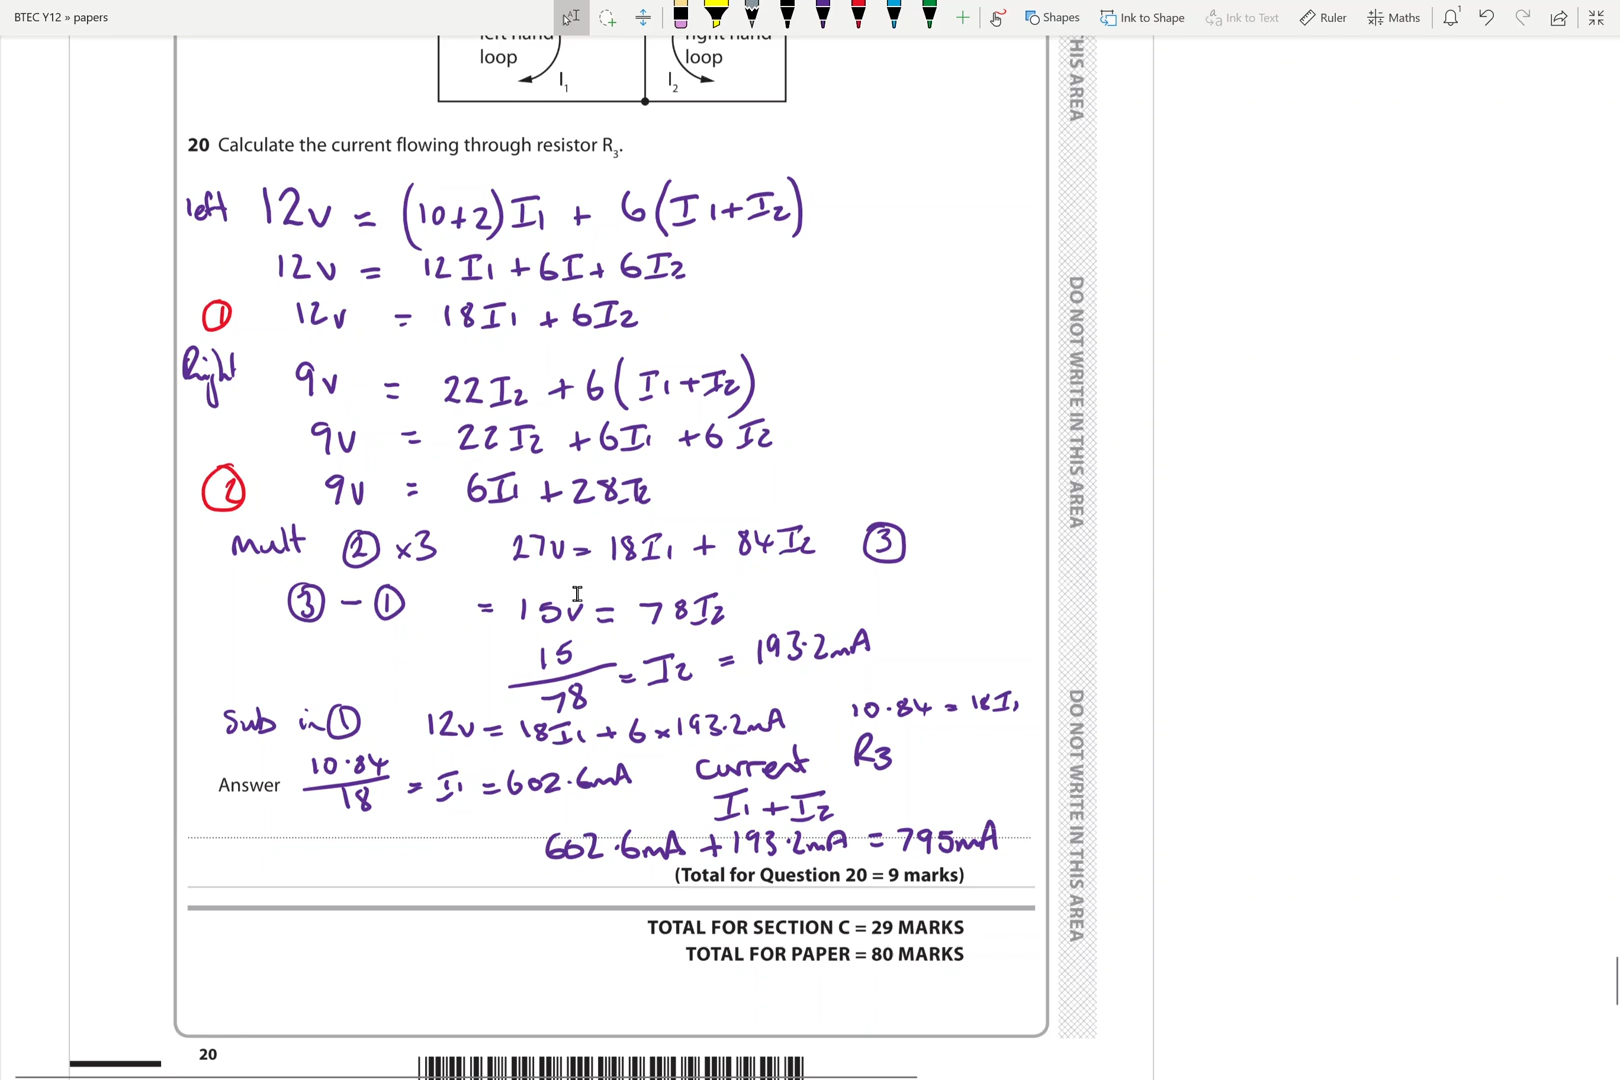 BTEC Y12 » papers
Shapes
Ink to Shape
Ink to Text
Ruler
Maths
left hand loop
right hand loop
I1
I2
20 Calculate the current flowing through resistor R3.
left 12v = (10+2)I1 + 6(I1+I2)
12v = 12I1 + 6I + 6I2
① 12v = 18I1 + 6I2
Right 9v = 22I2 + 6(I1+I2)
9v = 22I2 + 6I1 + 6I2
② 9v = 6I1 + 28I2
mult ② ×3 27v = 18I1 + 84I2 ③
③ - ① = 15v = 78I2
15/78 = I2 = 193.2mA
Sub in ① 12v = 18I1 + 6×193.2mA 10.84 = 18I1
Answer 10.84/18 = I1 = 602.6mA current R3
I1 + I2
602.6mA + 193.2mA = 795mA
(Total for Question 20 = 9 marks)
TOTAL FOR SECTION C = 29 MARKS
TOTAL FOR PAPER = 80 MARKS
20
HIS AREA
DO NOT WRITE IN THIS AREA
DO NOT WRITE IN THIS AREA